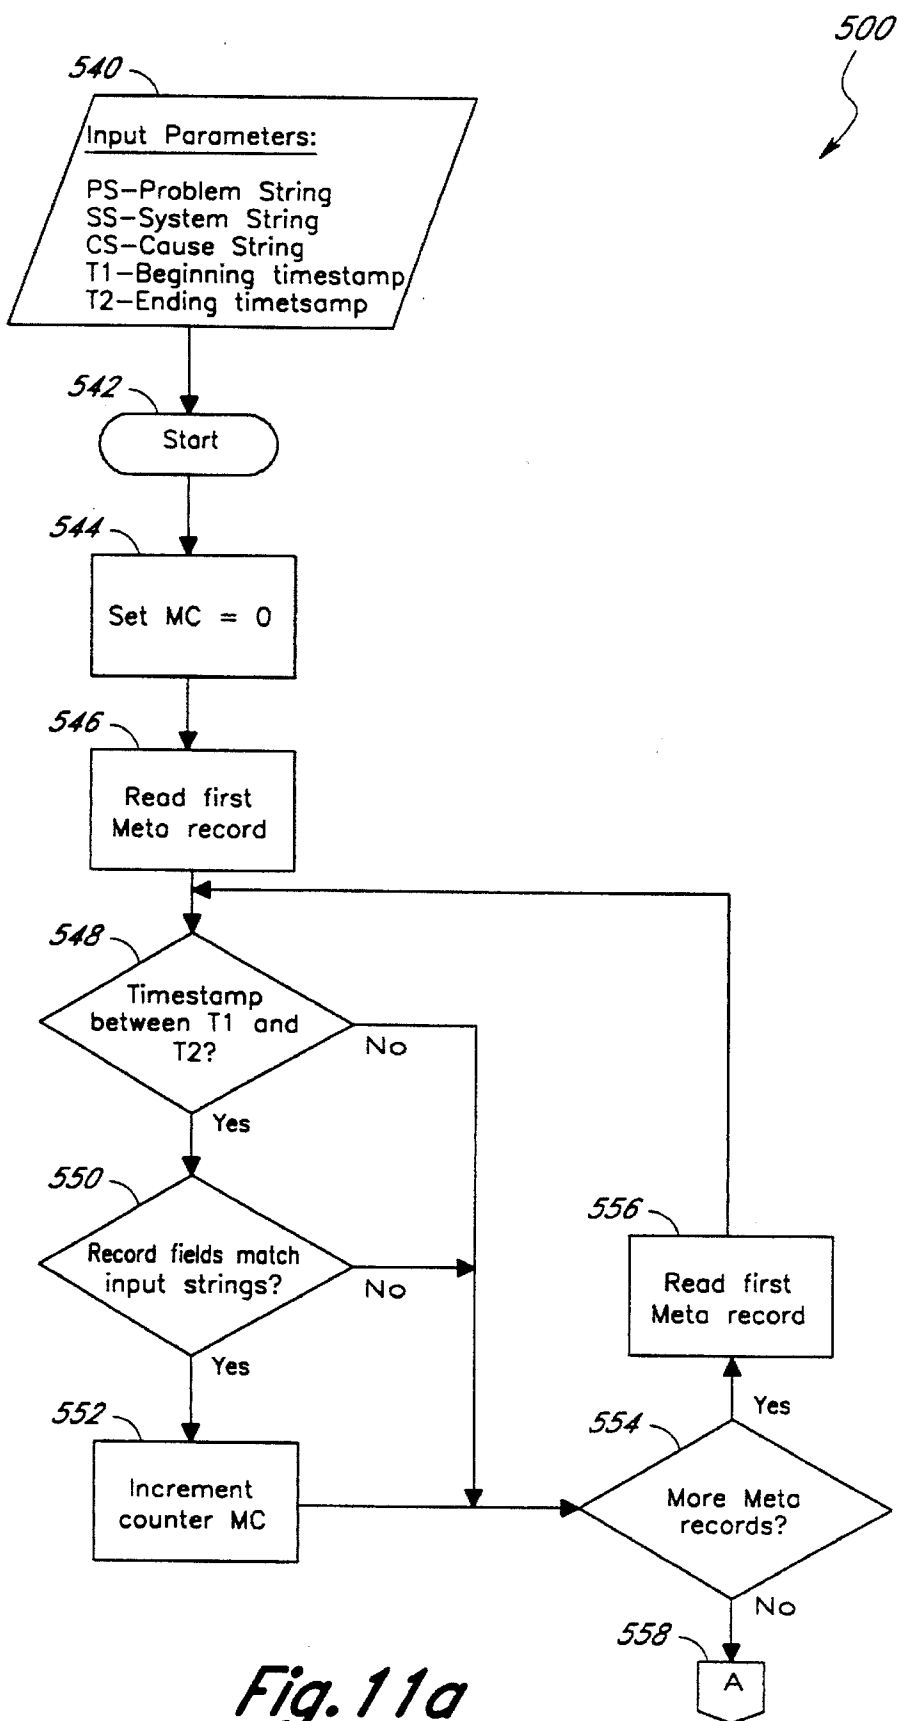 500
540
Input Parameters:
PS-Problem String
SS-System String
CS-Cause String
T1-Beginning timestamp
T2-Ending timetsamp
542
Start
544
Set MC = 0
546
Read first
Meta record
548
Timestamp
between T1 and
T2?
No
Yes
550
Record fields match
input strings?
No
Yes
552
Increment
counter MC
556
Read first
Meta record
Yes
554
More Meta
records?
No
558
A
Fig.11a